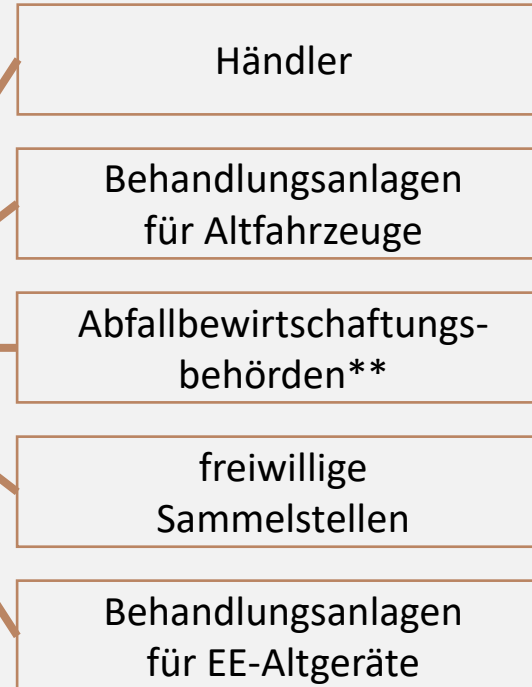 Händler
Behandlungsanlagen
für Altfahrzeuge
Abfallbewirtschaftungs-
behörden**
freiwillige
Sammelstellen
Behandlungsanlagen
für EE-Altgeräte